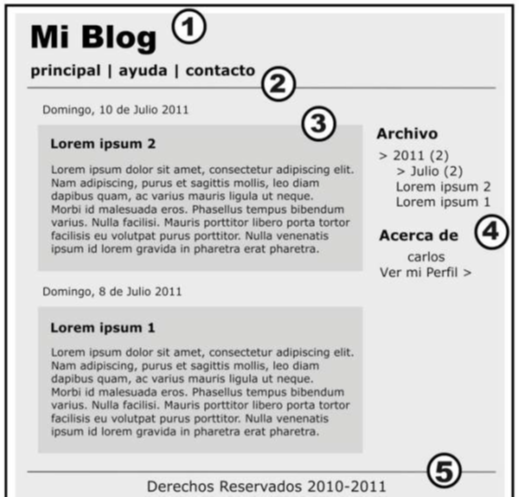 Mi Blog 1
principal | ayuda | contacto 2
Domingo, 10 de Julio 2011
3
Lorem ipsum 2
Lorem ipsum dolor sit amet, consectetur adipiscing elit.
Nam adipiscing, purus et sagittis mollis, leo diam
dapibus quam, ac varius mauris ligula ut neque.
Morbi id malesuada eros. Phasellus tempus bibendum
varius. Nulla facilisi. Mauris porttitor libero porta tortor
facilisis eu volutpat purus porttitor. Nulla venenatis
ipsum id lorem gravida in pharetra erat pharetra.
Domingo, 8 de Julio 2011
Lorem ipsum 1
Lorem ipsum dolor sit amet, consectetur adipiscing elit.
Nam adipiscing, purus et sagittis mollis, leo diam
dapibus quam, ac varius mauris ligula ut neque.
Morbi id malesuada eros. Phasellus tempus bibendum
varius. Nulla facilisi. Mauris porttitor libero porta tortor
facilisis eu volutpat purus porttitor. Nulla venenatis
ipsum id lorem gravida in pharetra erat pharetra.
Archivo
> 2011 (2)
> Julio (2)
Lorem ipsum 2
Lorem ipsum 1
Acerca de 4
carlos
Ver mi Perfil >
5
Derechos Reservados 2010-2011